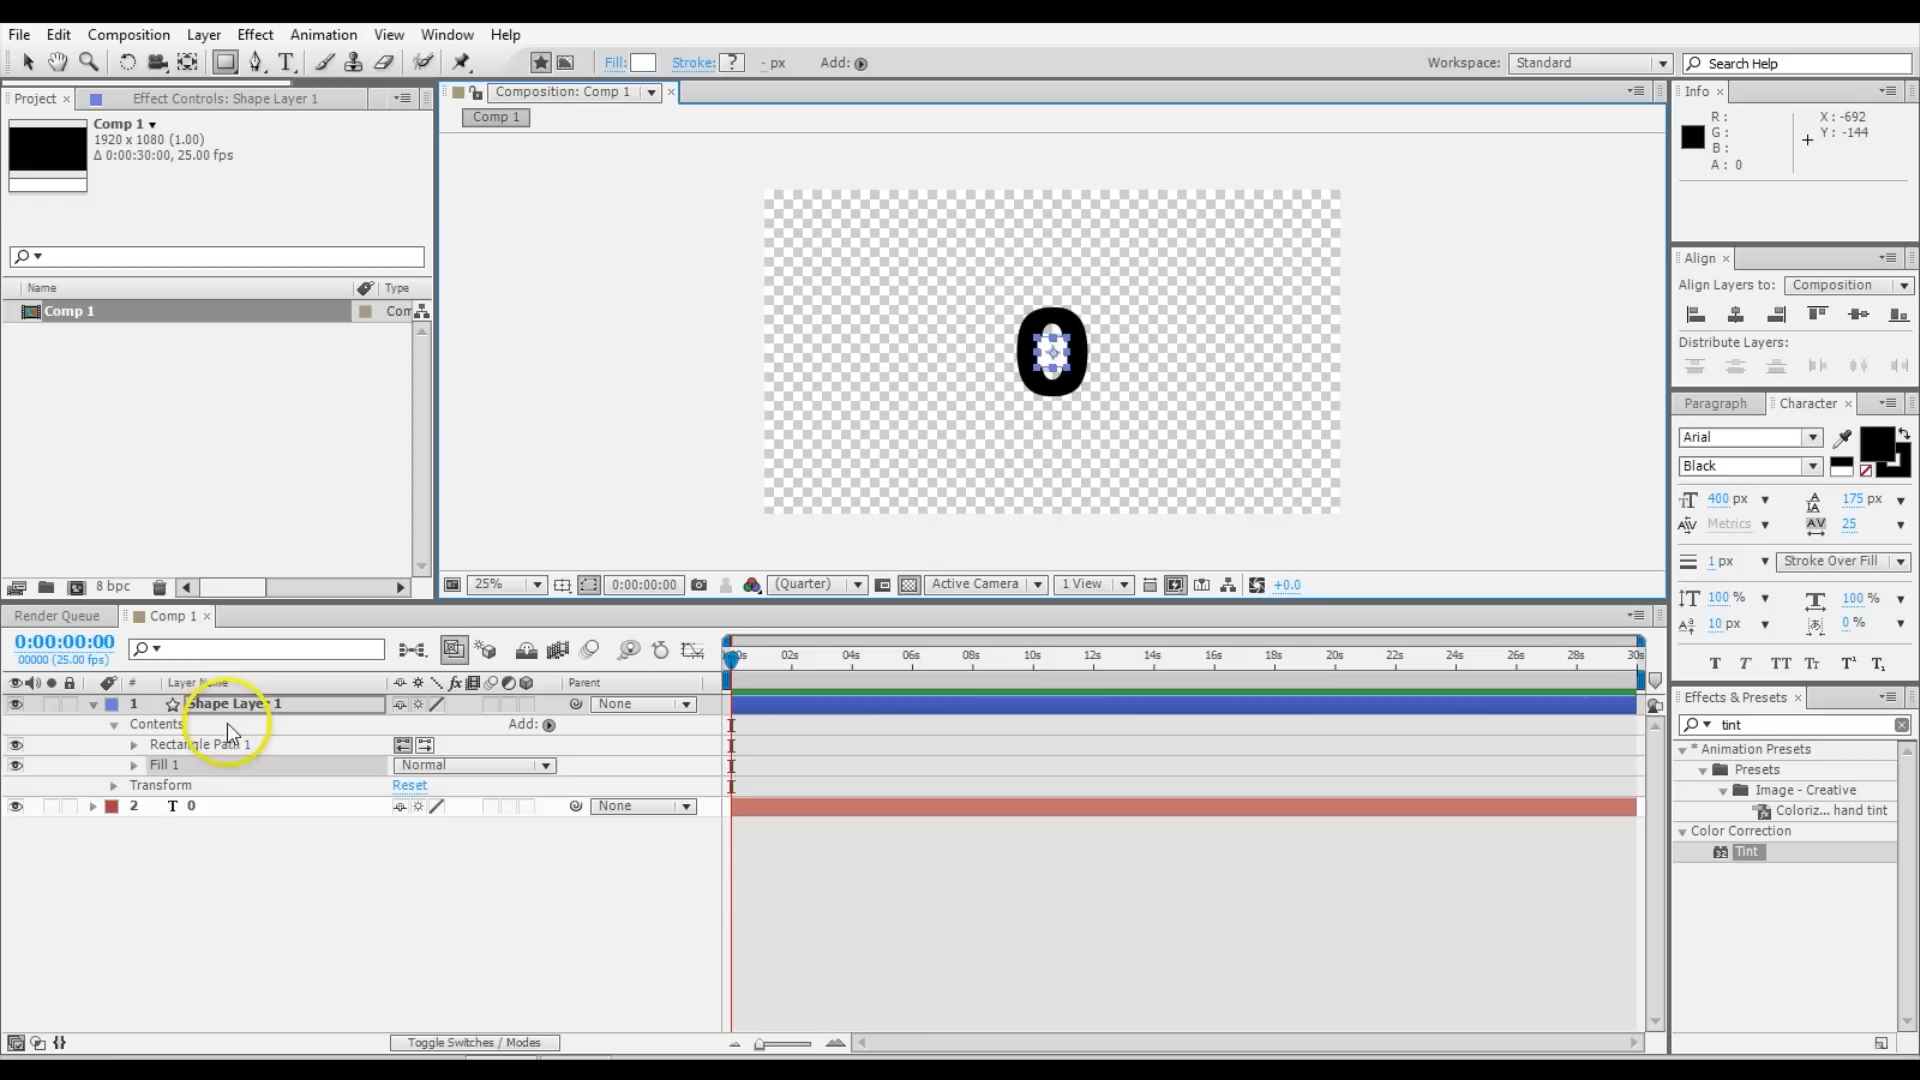 File Edit Composition Layer Effect Animation View Window Help
Fill: Stroke: ? - px Add: Workspace: Standard Search Help
Project × Effect Controls: Shape Layer 1 Composition: Comp 1 × Info ×
Comp 1 Comp 1 R: X: -692
1920 x 1080 (1.00) G: Y: -144
Δ 0:00:30:00, 25.00 fps B:
A: 0
Name Type Align ×
Comp 1 Com Align Layers to: Composition
Distribute Layers:
0
Paragraph Character ×
Arial
Black
400 px 175 px
Metrics 25
1 px Stroke Over Fill
8 bpc 25% 0:00:00:00 (Quarter) Active Camera 1 View +0.0
100 % 100 %
10 px 0 %
Render Queue Comp 1 ×
0:00:00:00
00000 (25.00 fps) 02s 04s 06s 08s 10s 12s 14s 16s 18s 20s 22s 24s 26s 28s 30s
T T TT Tt T¹ T₁
# Layer Name Parent
1 Shape Layer 1 None
Contents Add:
Rectangle Path 1
Fill 1 Normal
Transform Reset
2 T 0 None
Effects & Presets ×
tint
* Animation Presets
Presets
Image - Creative
Coloriz... hand tint
Color Correction
Tint
Toggle Switches / Modes